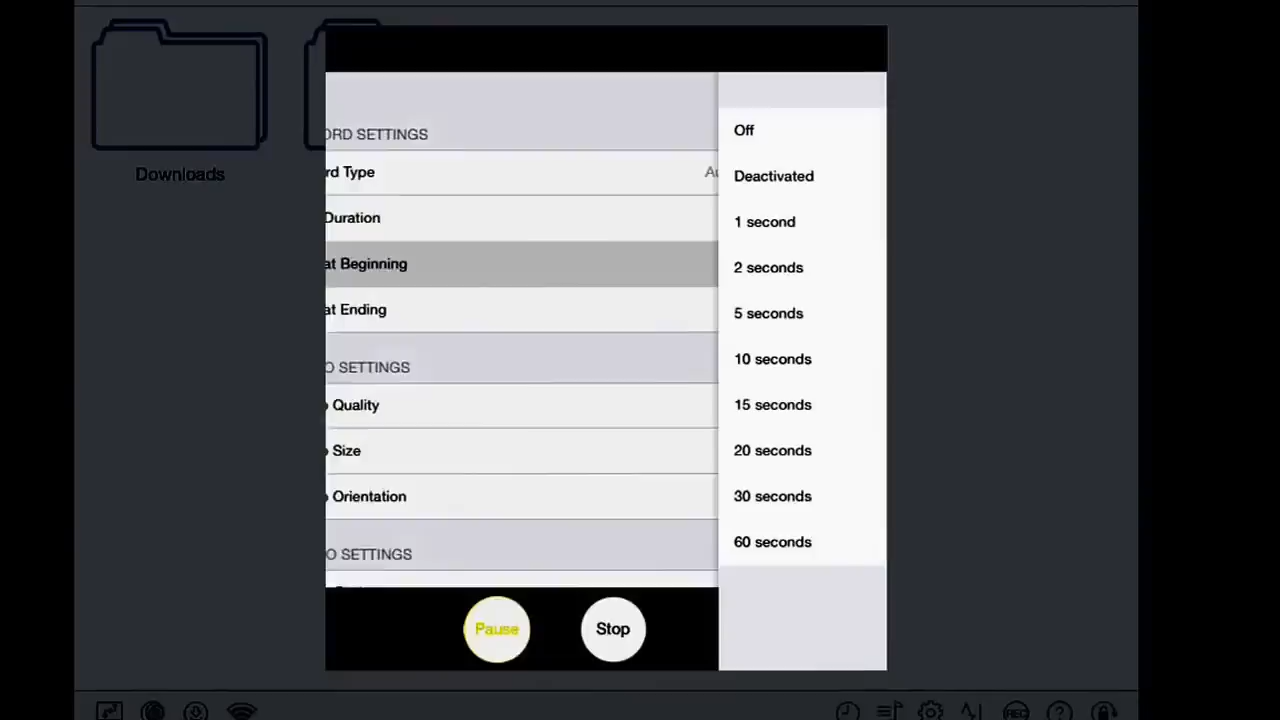 Downloads
ORD SETTINGS
rd Type
Au
Duration
at Beginning
at Ending
O SETTINGS
Quality
Size
Orientation
O SETTINGS
Off
Deactivated
1 second
2 seconds
5 seconds
10 seconds
15 seconds
20 seconds
30 seconds
60 seconds
Pause
Stop
REC